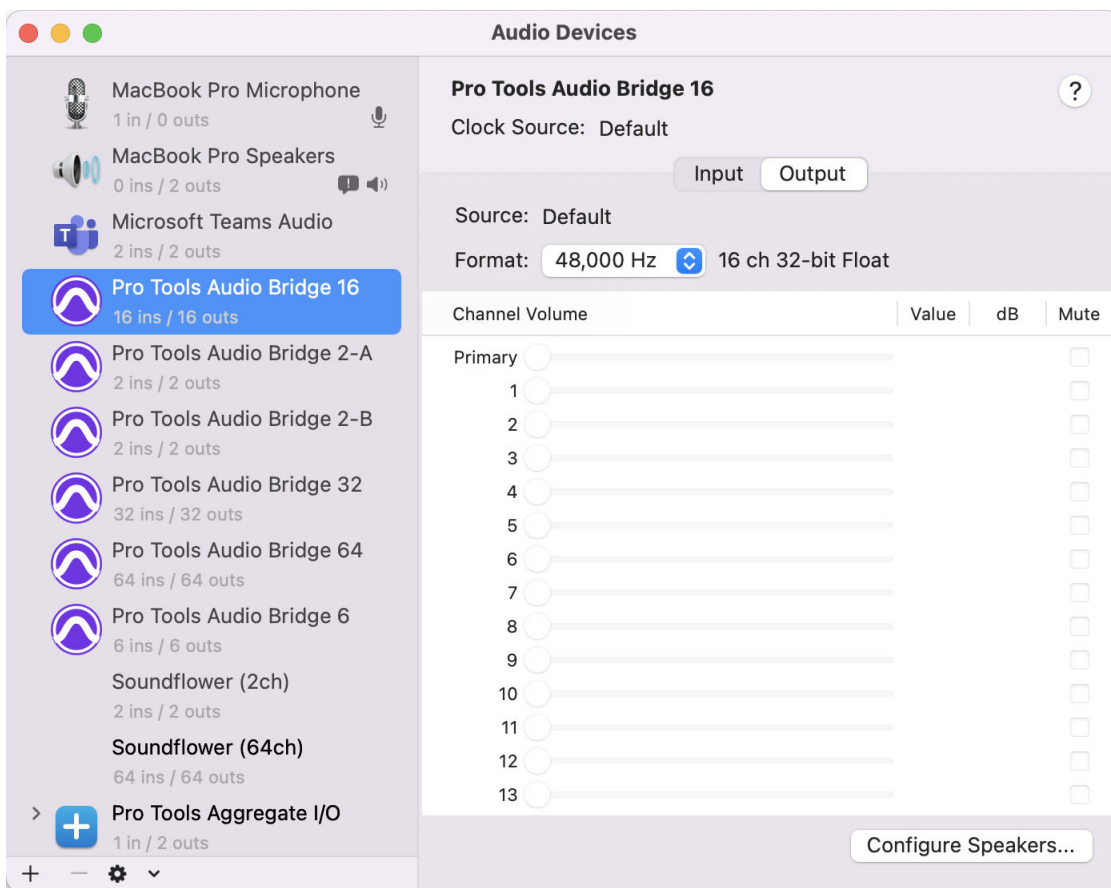 Audio Devices
MacBook Pro Microphone
1 in / 0 outs
MacBook Pro Speakers
0 ins / 2 outs
Microsoft Teams Audio
2 ins / 2 outs
Pro Tools Audio Bridge 16
16 ins / 16 outs
Pro Tools Audio Bridge 2-A
2 ins / 2 outs
Pro Tools Audio Bridge 2-B
2 ins / 2 outs
Pro Tools Audio Bridge 32
32 ins / 32 outs
Pro Tools Audio Bridge 64
64 ins / 64 outs
Pro Tools Audio Bridge 6
6 ins / 6 outs
Soundflower (2ch)
2 ins / 2 outs
Soundflower (64ch)
64 ins / 64 outs
Pro Tools Aggregate I/O
1 in / 2 outs
Pro Tools Audio Bridge 16
?
Clock Source: Default
Input Output
Source: Default
Format: 48,000 Hz 16 ch 32-bit Float
Channel Volume Value dB Mute
Primary
1
2
3
4
5
6
7
8
9
10
11
12
13
Configure Speakers...